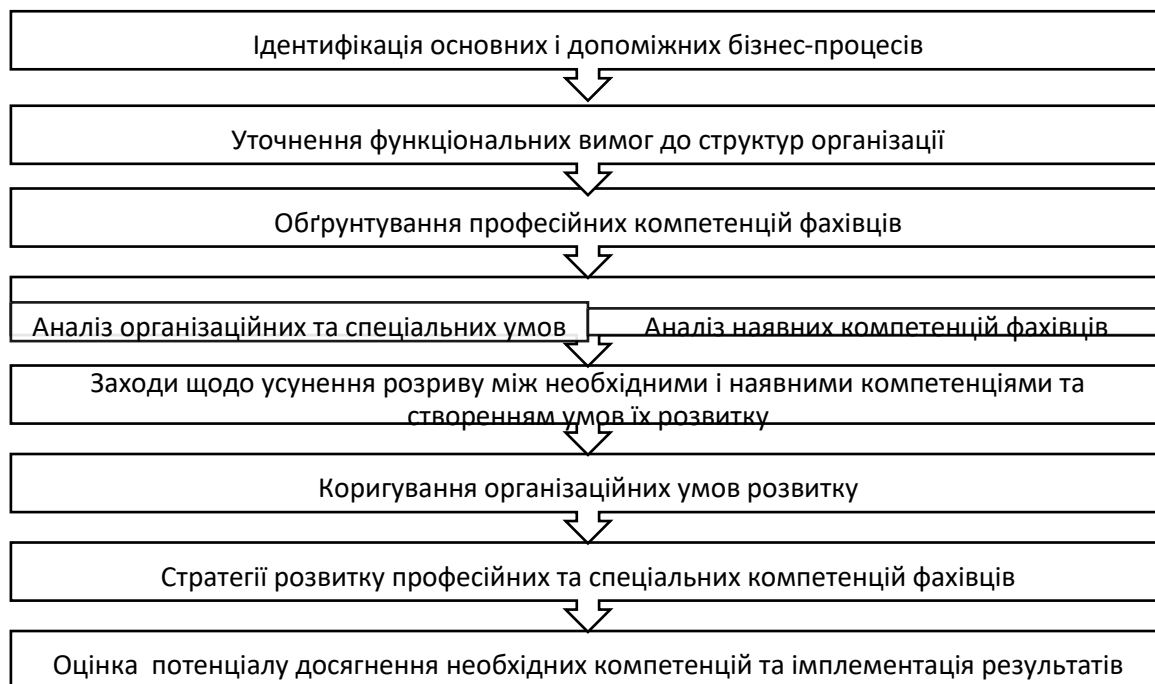 Ідентифікація основних і допоміжних бізнес-процесів
Уточнення функціональних вимог до структур організації
Обґрунтування професійних компетенцій фахівців
Аналіз організаційних та спеціальних умов
Аналіз наявних компетенцій фахівців
Заходи щодо усунення розриву між необхідними і наявними компетенціями та
створенням умов їх розвитку
Коригування організаційних умов розвитку
Стратегії розвитку професійних та спеціальних компетенцій фахівців
Оцінка потенціалу досягнення необхідних компетенцій та імплементація результатів